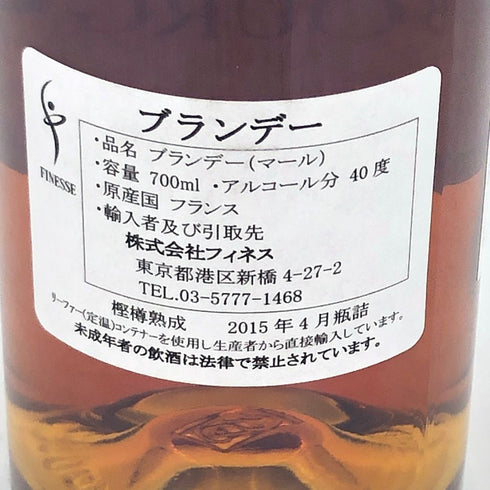 ブランデー
・品名 ブランデー(マール)
・容量 700ml ・アルコール分 40度
・原産国 フランス
・輸入者及び引取先
株式会社フィネス
東京都港区新橋 4-27-2
TEL.03-5777-1468
樫樽熟成 2015年4月瓶詰
リーファー(定温)コンテナーを使用し生産者から直接輸入しています。
未成年者の飲酒は法律で禁止されています。
FINESSE